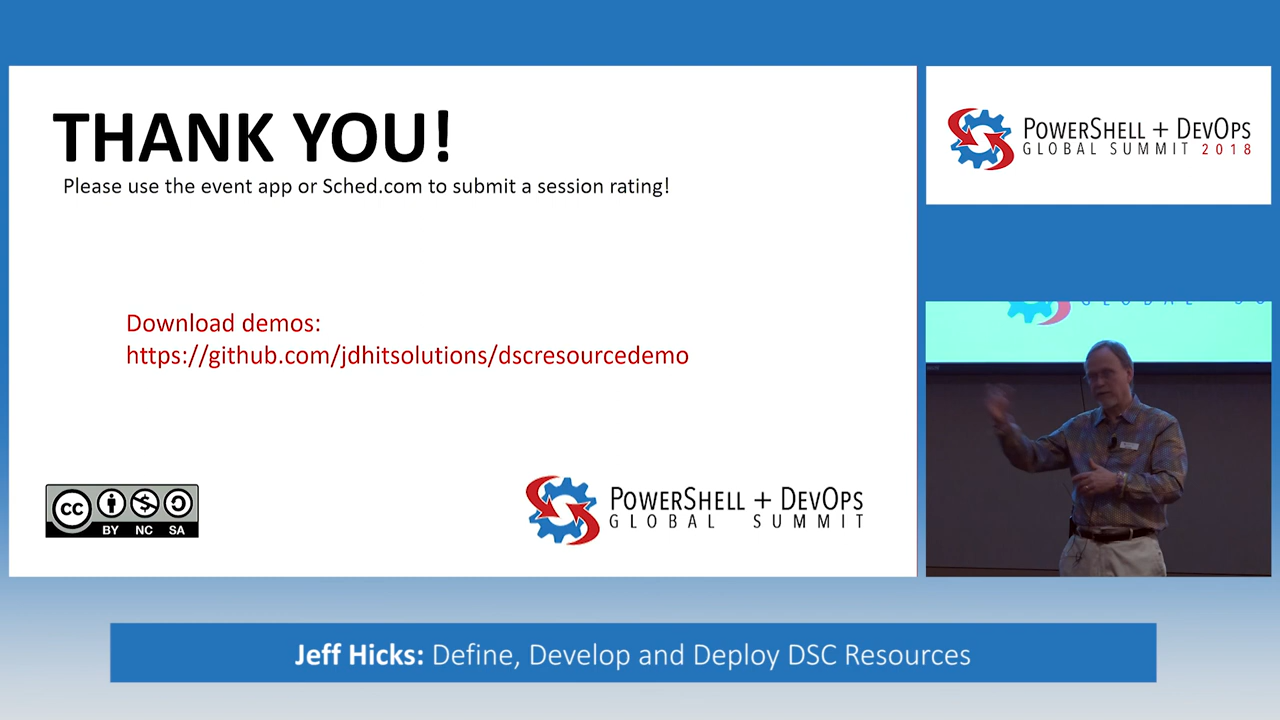 THANK YOU!
Please use the event app or Sched.com to submit a session rating!
Download demos:
https://github.com/jdhitsolutions/dscresourcedemo
CC BY NC SA
POWERSHELL + DEVOPS
GLOBAL SUMMIT
POWERSHELL + DEVOPS
GLOBAL SUMMIT 2018
Jeff Hicks: Define, Develop and Deploy DSC Resources